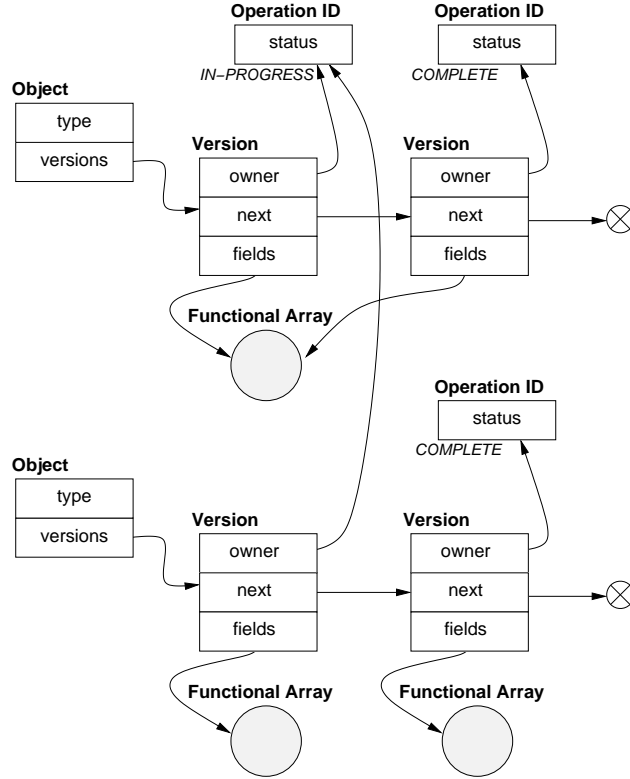 Operation ID
status
IN–PROGRESS
Operation ID
status
COMPLETE
Object
type
versions
Version
owner
next
fields
Version
owner
next
fields
Functional Array
Operation ID
status
COMPLETE
Object
type
versions
Version
owner
next
fields
Version
owner
next
fields
Functional Array
Functional Array